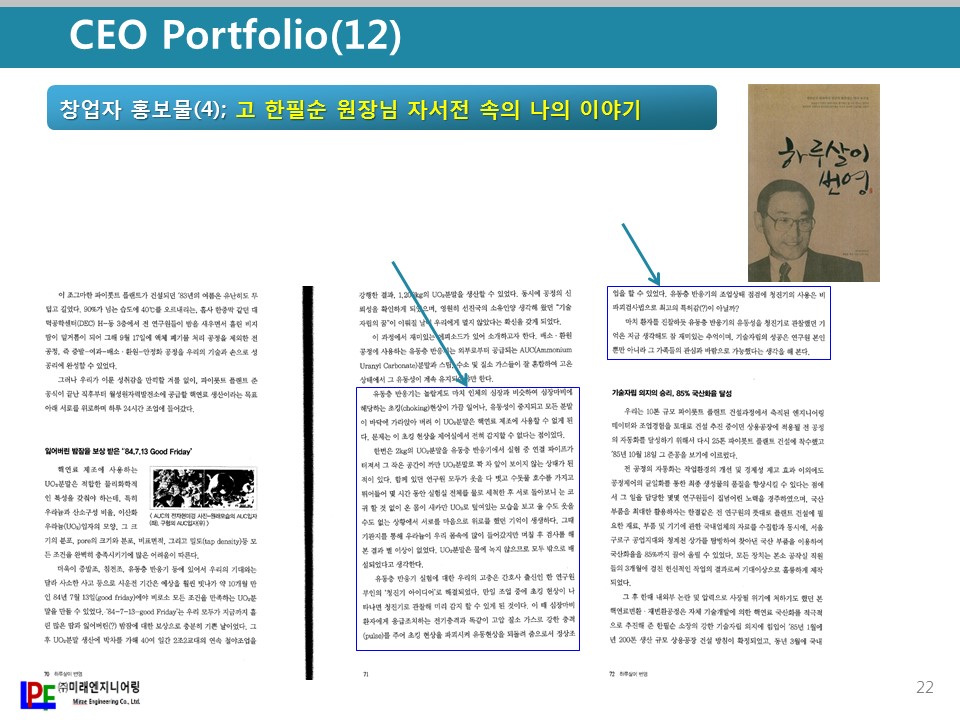 CEO Portfolio(12)
창업자 홍보물(4); 고 한필순 원장님 자서전 속의 나의 이야기
하루살이
번영
이 조그마한 파이롯트 플랜트가 건설되던 '83년의 여름은 유난히도 무
덥고 길었다. 90%가 넘는 습도에 40℃를 오르내리는, 흡사 한증막 같던 대
덕공학센터(DEC) H-동 3층에서 전 연구원들이 밤을 새우면서 흘린 비지
땀이 밑거름이 되어 그해 9월 17일에 액체 폐기물 처리 공정을 제외한 전
공정, 즉 증발-여과-배소·환원-안정화 공정을 우리의 기술과 손으로 성
공리에 완성할 수 있었다.
그러나 우리가 이룬 성취감을 만끽할 겨를 없이, 파이롯트 플랜트 준
공식이 끝난 직후부터 월성원자력발전소에 공급할 핵연료 생산이라는 목표
아래 서로를 위로하며 하루 24시간 조업에 들어갔다.
잃어버린 밤잠을 보상 받은 "84.7.13 Good Friday'
핵연료 제조에 사용하는
UO₂분말은 적합한 물리화학적
인 특성을 갖춰야 하는데, 특히
우라늄과 산소구성 비율, 이산화
우라늄(UO₂)입자의 모양, 그 크
< AUC의 전자현미경 사진-원래모습의 AUC입자
(좌), 구형의 AUC입자(우) >
기의 분포, pore의 크기와 분포, 비표면적, 그리고 밀도(tap density)등 모
든 조건을 완벽히 충족시키기에 많은 어려움이 따른다.
더욱이 증발조, 침전조, 유동층 반응기 등에 있어서 우리의 기대와는
달리 사소한 사고 등으로 시운전 기간은 예상을 훨씬 빗나가 약 10개월 만
인 84년 7월 13일(good friday)에야 비로소 모든 조건을 만족하는 UO₂분
말을 만들 수 있었다. '84-7-13-good Friday'는 우리 모두가 지금까지 흘
린 많은 땀과 잃어버린(?) 밤잠에 대한 보상으로 충분히 기쁜 날이었다. 그
후 UO₂분말 생산에 박차를 가해 40여 일간 2조2교대의 연속 철야조업을
70 하루살이 번영
강행한 결과, 1,200kg의 UO₂분말을 생산할 수 있었다. 동시에 공정의 신
뢰성을 확인하게 되었으며, 영원히 선진국의 소유인양 생각해 왔던 "기술
자립의 꿈"이 이뤄질 날이 우리에게 멀지 않았다는 확신을 갖게 되었다.
이 과정에서 재미있는 에피소드가 있어 소개하고자 한다. 배소·환원
공정에 사용하는 유동층 반응기는 외부로부터 공급되는 AUC(Ammonium
Uranyl Carbonate)분말과 스팀, 수소 및 질소 가스들이 잘 혼합하여 고온
상태에서 그 유동성이 계속 유지되어야만 한다.
유동층 반응기는 놀랍게도 마치 인체의 심장과 비슷하여 심장마비에
해당하는 초킹(choking)현상이 가끔 일어나, 유동성이 중지되고 모든 분말
이 바닥에 가라앉아 버려 이 UO₂분말은 핵연료 제조에 사용할 수 없게 된
다. 문제는 이 초킹 현상을 제어실에서 전혀 감지할 수 없다는 점이었다.
한번은 2kg의 UO₂분말을 유동층 반응기에서 실험 중 연결 파이프가
터져서 그 작은 공간이 까만 UO₂분말로 꽉 차 앞이 보이지 않는 상태가 된
적이 있다. 함께 있던 연구원 모두가 옷을 다 벗고 수돗물 호수를 가지고
뛰어들어 몇 시간 동안 실험실 전체를 물로 세척한 후 서로 돌아보니 눈 코
귀 할 것 없이 온 몸이 새카만 UO₂로 덮여있는 모습을 보고 울 수도 웃을
수도 없는 상황에서 서로를 마음으로 위로를 했던 기억이 생생하다. 그때
기관지를 통해 우라늄이 우리 몸속에 많이 들어갔지만 며칠 후 검사를 해
본 결과 별 이상이 없었다. UO₂분말은 몸에 녹지 않으므로 모두 밖으로 배
설되었다고 생각한다.
유동층 반응기 실험에 대한 우리의 고충은 간호사 출신인 한 연구원
부인의 '청진기 아이디어'로 해결되었다. 만일 조업 중에 초킹 현상이 나
타나면 청진기로 관찰해 미리 감지 할 수 있게 된 것이다. 이 때 심장마비
환자에게 응급조치하는 전기충격과 똑같이 고압 질소 가스로 강한 충격
(pulse)를 주어 초킹 현상을 파괴시켜 유동현상을 되돌려 줌으로서 정상조
71
업을 할 수 있었다. 유동층 반응기의 조업상태 점검에 청진기의 사용은 비
파괴검사법으로 최고의 특허감(?)이 아닐까?
마치 환자를 진찰하듯 유동층 반응기의 유동성을 청진기로 관찰했던 기
억은 지금 생각해도 참 재미있는 추억이며, 기술자립의 성공은 연구원 본인
뿐만 아니라 그 가족들의 관심과 바람으로 가능했다는 생각을 해 본다.
기술자립 의지의 승리, 85% 국산화율 달성
우리는 10톤 규모 파이롯트 플랜트 건설과정에서 축적된 엔지니어링
데이터와 조업경험을 토대로 건설 추진 중이던 상용공장에 적용될 전 공정
의 자동화를 달성하기 위해서 다시 25톤 파이롯트 플랜트 건설에 착수했고
'85년 10월 18일 그 준공을 보기에 이르렀다.
전 공정의 자동화는 작업환경의 개선 및 경제성 제고 효과 이외에도
공정제어의 균일화를 통한 최종 생성물의 품질을 향상시킬 수 있다는 점에
서 그 일을 담당한 몇몇 연구원들이 집념어린 노력을 경주하였으며, 국산
부품을 최대한 활용하자는 한결같은 전 연구원의 뜻대로 플랜트 건설에 필
요한 재료, 부품 및 기기에 관한 국내업체의 자료를 수집함과 동시에, 서울
구로구 공업지대와 청계천 상가를 탐방하여 찾아낸 국산 부품을 이용하여
국산화율을 85%까지 끌어 올릴 수 있었다. 모든 장치는 본소 공작실 직원
들의 3개월에 걸친 헌신적인 작업의 결과로써 기대이상으로 훌륭하게 제작
되었다.
그 후 한때 내외부 논란 및 압력으로 사장될 위기에 처하기도 했던 본
핵연료변환·재변환공정은 자체 기술개발에 의한 핵연료 국산화를 적극적
으로 추진해 준 한필순 소장의 강한 기술자립 의지에 힘입어 '85년 1월에
년 200톤 생산 규모 상용공장 건설 방침이 확정되었고, 동년 3월에 국내
72 하루살이 번영
LPE
㈜미래엔지니어링
Mirae Engineering Co., Ltd.
22